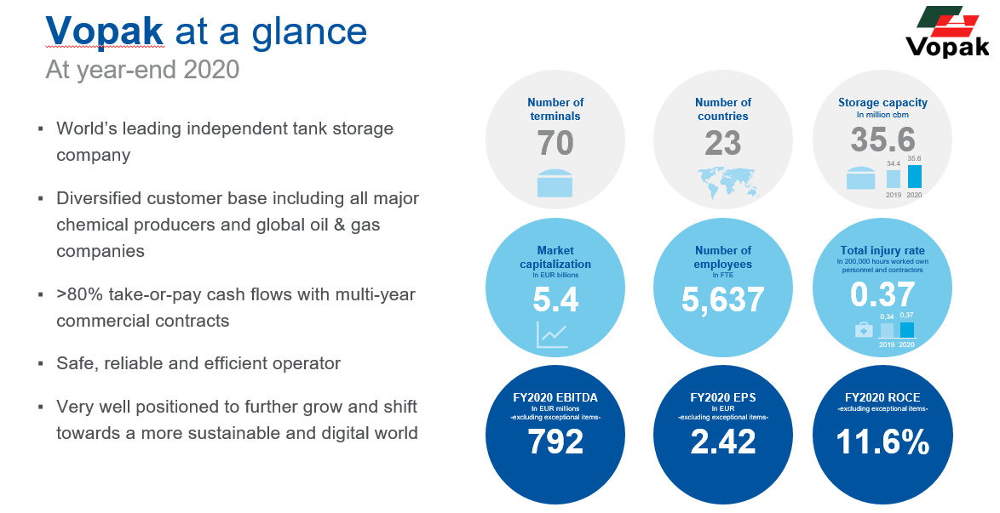 Vopak at a glance
At year-end 2020
Vopak
▪ World’s leading independent tank storage
company
▪ Diversified customer base including all major
chemical producers and global oil & gas
companies
▪ >80% take-or-pay cash flows with multi-year
commercial contracts
▪ Safe, reliable and efficient operator
▪ Very well positioned to further grow and shift
towards a more sustainable and digital world
Number of
terminals
70
Number of
countries
23
Storage capacity
In million cbm
35.6
34.4 35.6
2019 2020
Market
capitalization
In EUR billions
5.4
Number of
employees
In FTE
5,637
Total injury rate
In 200,000 hours worked own
personnel and contractors
0.37
0,34 0,37
2019 2020
FY2020 EBITDA
In EUR millions
-excluding exceptional items-
792
FY2020 EPS
In EUR
-excluding exceptional items-
2.42
FY2020 ROCE
-excluding exceptional items-
11.6%